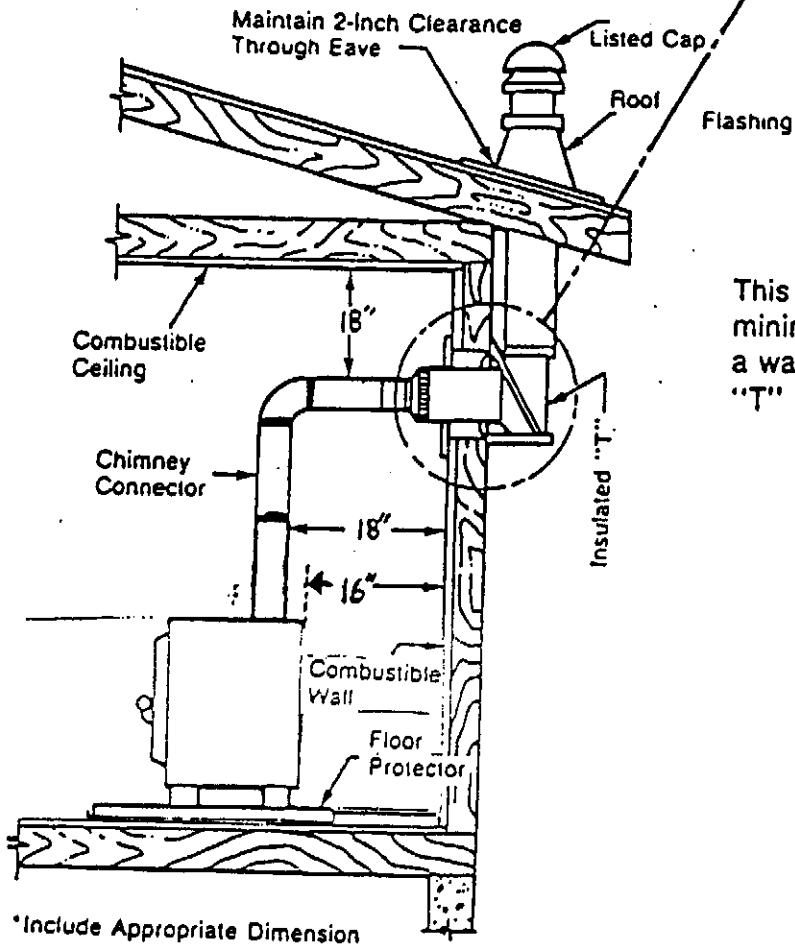 Maintain 2-Inch Clearance
Through Eave
Listed Cap
Roof
Flashing
18"
Combustible
Ceiling
This
a wa
"T"
Chimney
Connector
18"
Insulated "T"
16"
Combustible
Wall
Floor
Protector
*Include Appropriate Dimension